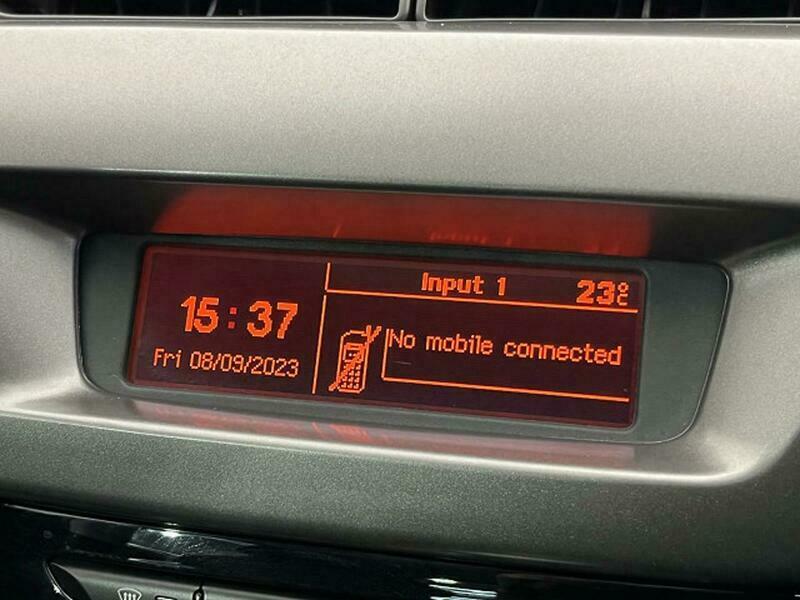 Input 1 23°C
15:37
Fri 08/09/2023
No mobile connected